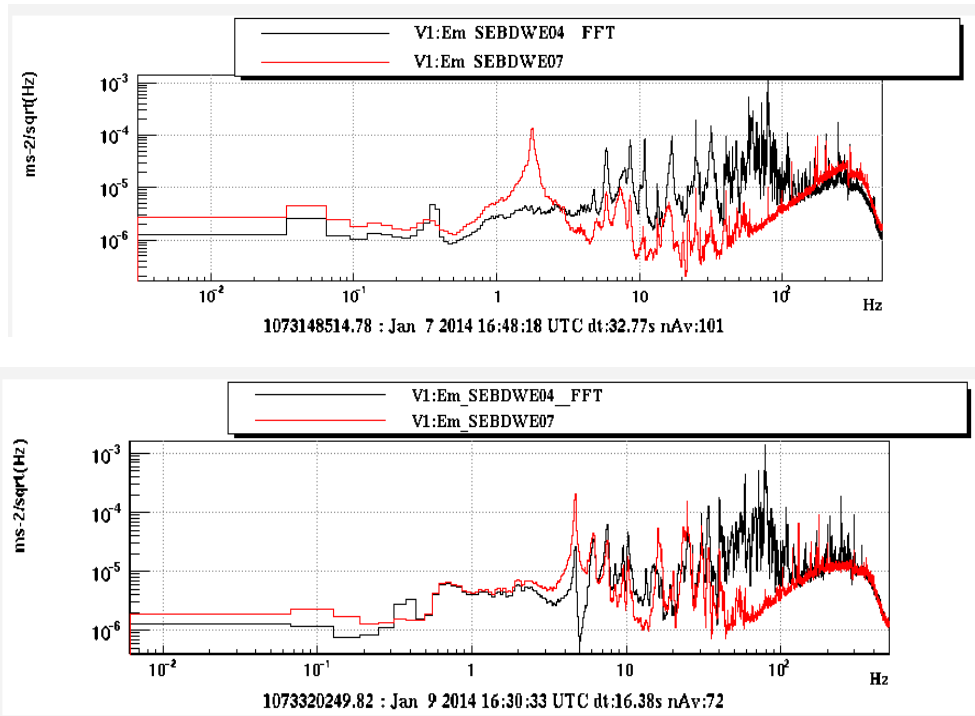 V1:Em SEBDWE04 FFT
V1:Em SEBDWE07
ms-2/sqrt(Hz)
10-3
10-4
10-5
10-6
10-2 10-1 1 10 102 Hz
1073148514.78 : Jan 7 2014 16:48:18 UTC dt:32.77s nAv:101
V1:Em_SEBDWE04__FFT
V1:Em_SEBDWE07
ms-2/sqrt(Hz)
10-3
10-4
10-5
10-6
10-2 10-1 1 10 102 Hz
1073320249.82 : Jan 9 2014 16:30:33 UTC dt:16.38s nAv:72